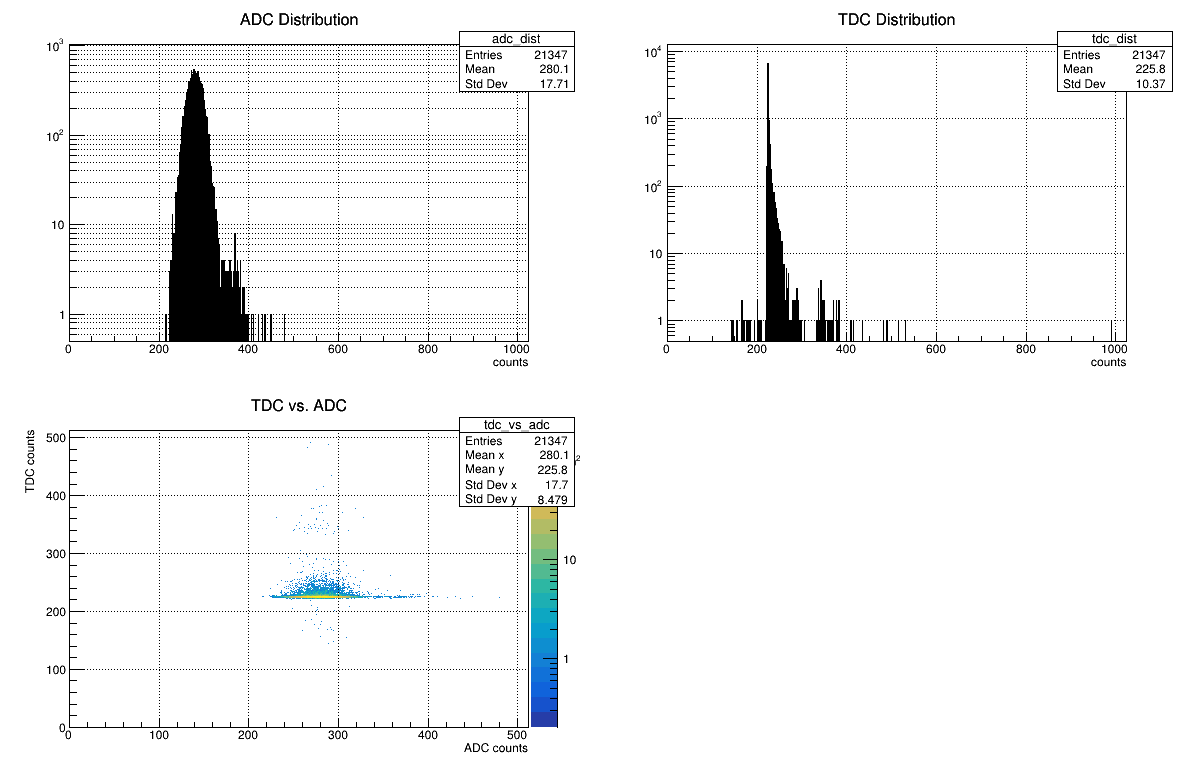 ADC Distribution
adc_dist
Entries 21347
Mean 280.1
Std Dev 17.71
10³
10²
10
1
0 200 400 600 800 1000
counts
TDC Distribution
tdc_dist
Entries 21347
Mean 225.8
Std Dev 10.37
10⁴
10³
10²
10
1
0 200 400 600 800 1000
counts
TDC vs. ADC
tdc_vs_adc
Entries 21347
Mean x 280.1
Mean y 225.8
Std Dev x 17.7
Std Dev y 8.479
TDC counts
500
400
300
200
100
0
0 100 200 300 400 500
ADC counts
2
10
1